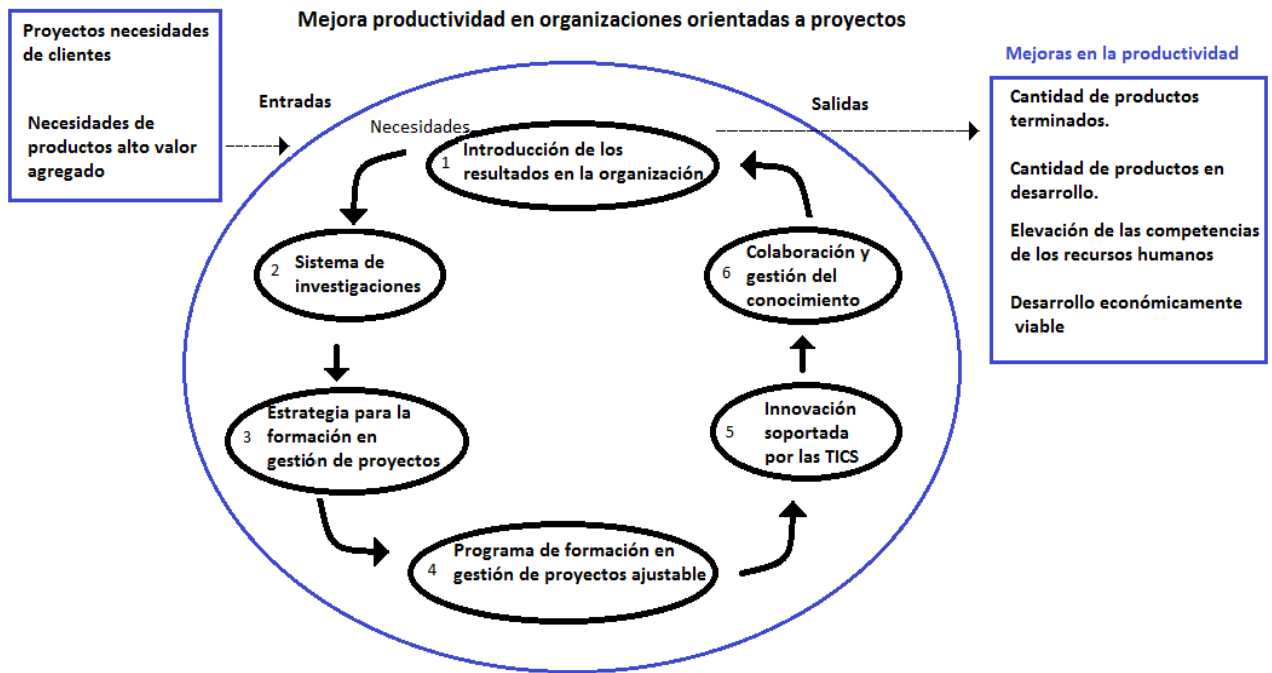 Mejora productividad en organizaciones orientadas a proyectos
Proyectos necesidades
de clientes
Necesidades de
productos alto valor
agregado
Entradas
Necesidades
1
Introducción de los
resultados en la organización
2
Sistema de
investigaciones
3
Estrategia para la
formación en
gestión de proyectos
4
Programa de formación en
gestión de proyectos ajustable
5
Innovación
soportada
por las TICS
6
Colaboración y
gestión del
conocimiento
Salidas
Mejoras en la productividad
Cantidad de productos
terminados.
Cantidad de productos en
desarrollo.
Elevación de las competencias
de los recursos humanos
Desarrollo económicamente
viable